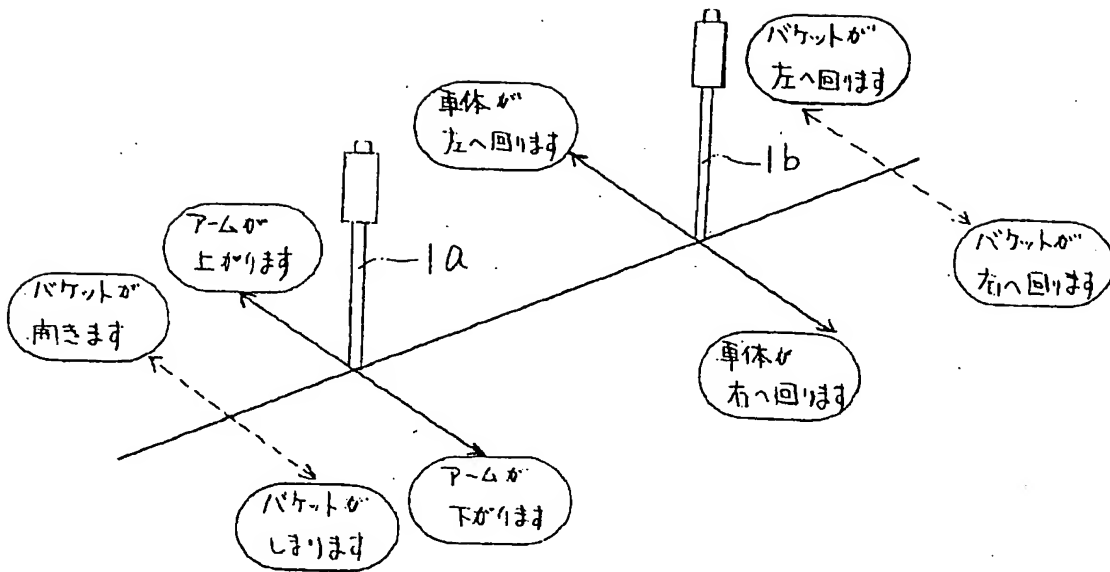 バケットが
左へ回ります
車体が
左へ回ります
1b
アームが
上がります
1a
バケットが
右へ回ります
バケットが
開きます
車体が
右へ回ります
アームが
下がります
バケットが
しまります